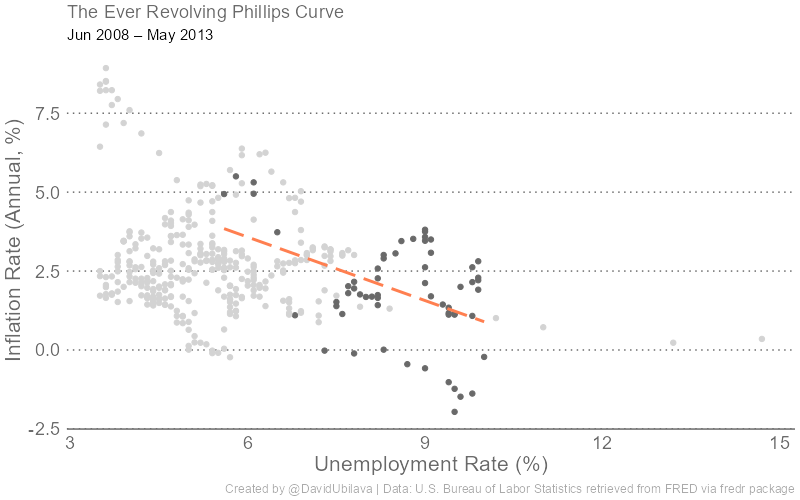 The Ever Revolving Phillips Curve
Jun 2008 – May 2013
Inflation Rate (Annual, %)
7.5
5.0
2.5
0.0
-2.5
3 6 9 12 15
Unemployment Rate (%)
Created by @DavidUbilava | Data: U.S. Bureau of Labor Statistics retrieved from FRED via fredr package